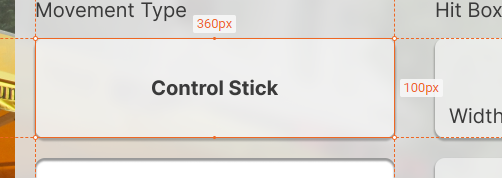 Movement Type
Hit Box
360px
Control Stick
100px
Width